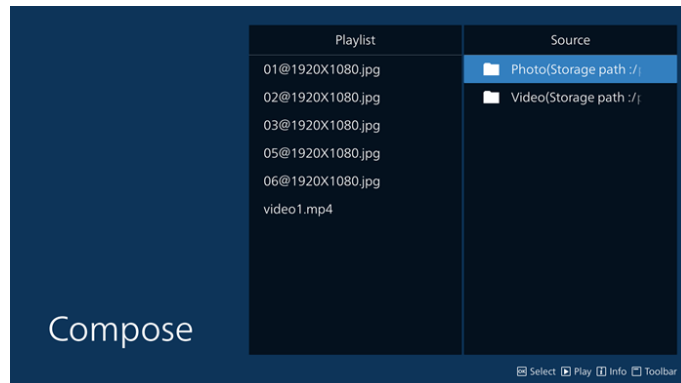 Playlist
Source
01@1920X1080.jpg
Photo(Storage path :/
02@1920X1080.jpg
Video(Storage path :/
03@1920X1080.jpg
05@1920X1080.jpg
06@1920X1080.jpg
video1.mp4
Compose
OK Select Play i Info Toolbar